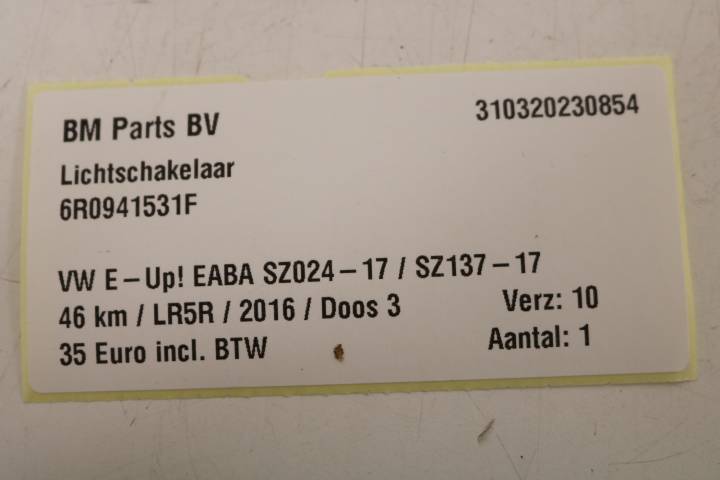 BM Parts BV 310320230854
Lichtschakelaar
6R0941531F
VW E-Up! EABA SZ024-17 / SZ137-17
46 km / LR5R / 2016 / Doos 3 Verz: 10
35 Euro incl. BTW Aantal: 1